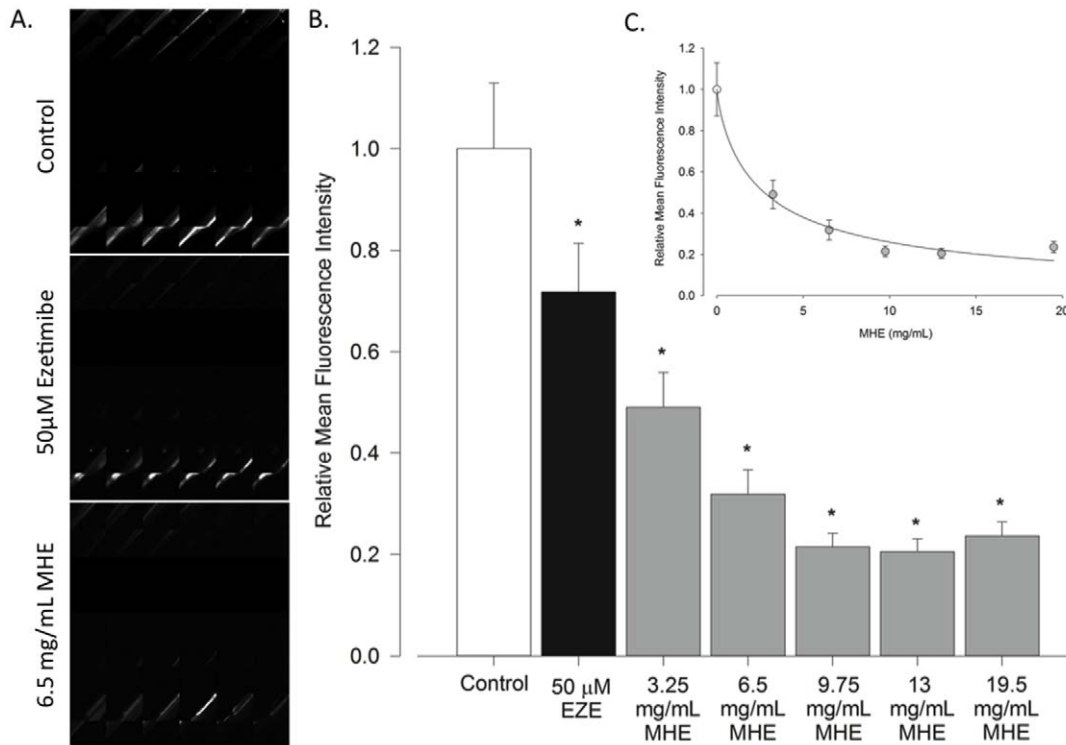 A.
Control
50μM Ezetimibe
6.5 mg/mL MHE
B.
Relative Mean Fluorescence Intensity
1.2
1.0
0.8
0.6
0.4
0.2
0.0
*
*
*
*
*
*
Control
50 μM
EZE
3.25
mg/mL
MHE
6.5
mg/mL
MHE
9.75
mg/mL
MHE
13
mg/mL
MHE
19.5
mg/mL
MHE
C.
Relative Mean Fluorescence Intensity
1.2
1.0
0.8
0.6
0.4
0.2
0.0
0
5
10
15
20
MHE (mg/mL)